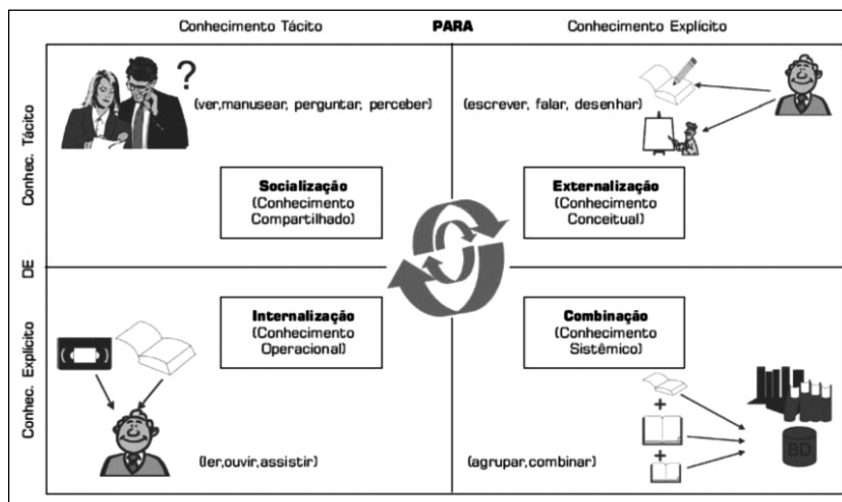 Conhecimento Tácito PARA Conhecimento Explícito
Conhec. Tácito
?
(ver,manusear, perguntar, perceber)
(escrever, falar, desenhar)
Socialização
(Conhecimento
Compartilhado)
Externalização
(Conhecimento
Conceitual)
DE
Conhec. Explícito
Internalização
(Conhecimento
Operacional)
Combinação
(Conhecimento
Sistêmico)
+
+
BD
(ler,ouvir,assistir)
(agrupar,combinar)